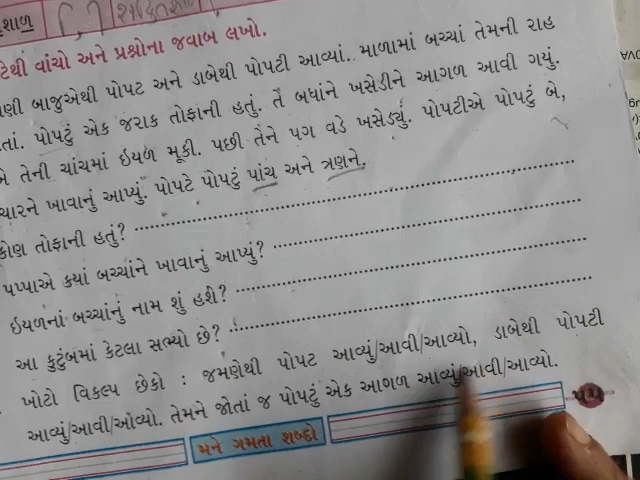 વાંચો અને પ્રશ્નોના જવાબ લખો.
બાજુએથી પોપટ અને ડાબેથી પોપટી આવ્યાં. માળામાં બચ્ચાં તેમની રાહ
પોપટું એક જરાક તોફાની હતું. તે બધાંને ખસેડીને આગળ આવી ગયું.
તેની ચાંચમાં ઇયળ મૂકી. પછી તેને પગ વડે ખસેડ્યું. પોપટીએ પોપટું બે,
ચારને ખાવાનું આપ્યું. પોપટે પોપટું પાંચ અને ત્રણને.
કોણ તોફાની હતું?
પપ્પાએ કયાં બચ્ચાંને ખાવાનું આપ્યું?
ઇયળનાં બચ્ચાંનું નામ શું હશે?
આ કુટુંબમાં કેટલા સભ્યો છે?
ખોટો વિકલ્પ છેકો : જમણેથી પોપટ આવ્યું/આવી/આવ્યો, ડાબેથી પોપટી
આવ્યું/આવી/આવ્યો. તેમને જોતાં જ પોપટું એક આગળ આવ્યું/આવી/આવ્યો.
મને ગમતા શબ્દો